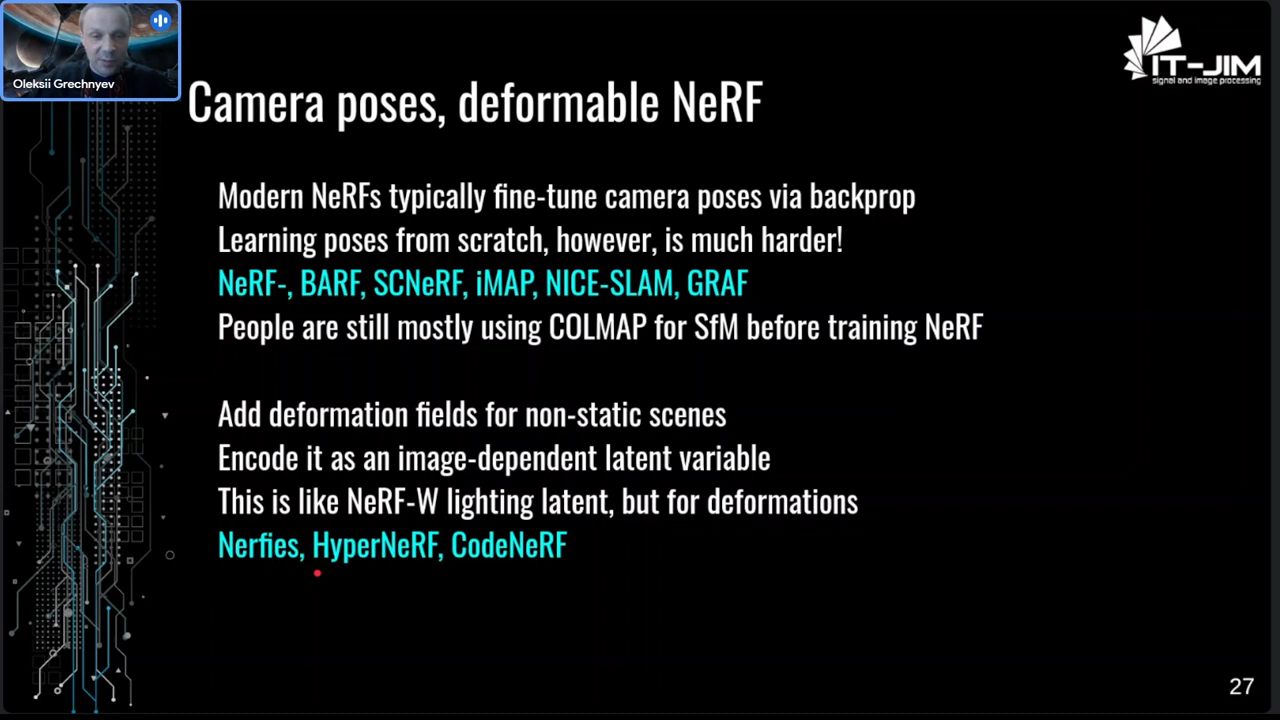 Oleksii Grechnyev
IT-JIM
signal and image processing
Camera poses, deformable NeRF
Modern NeRFs typically fine-tune camera poses via backprop
Learning poses from scratch, however, is much harder!
NeRF-, BARF, SCNeRF, iMAP, NICE-SLAM, GRAF
People are still mostly using COLMAP for SfM before training NeRF
Add deformation fields for non-static scenes
Encode it as an image-dependent latent variable
This is like NeRF-W lighting latent, but for deformations
Nerfies, HyperNeRF, CodeNeRF
27